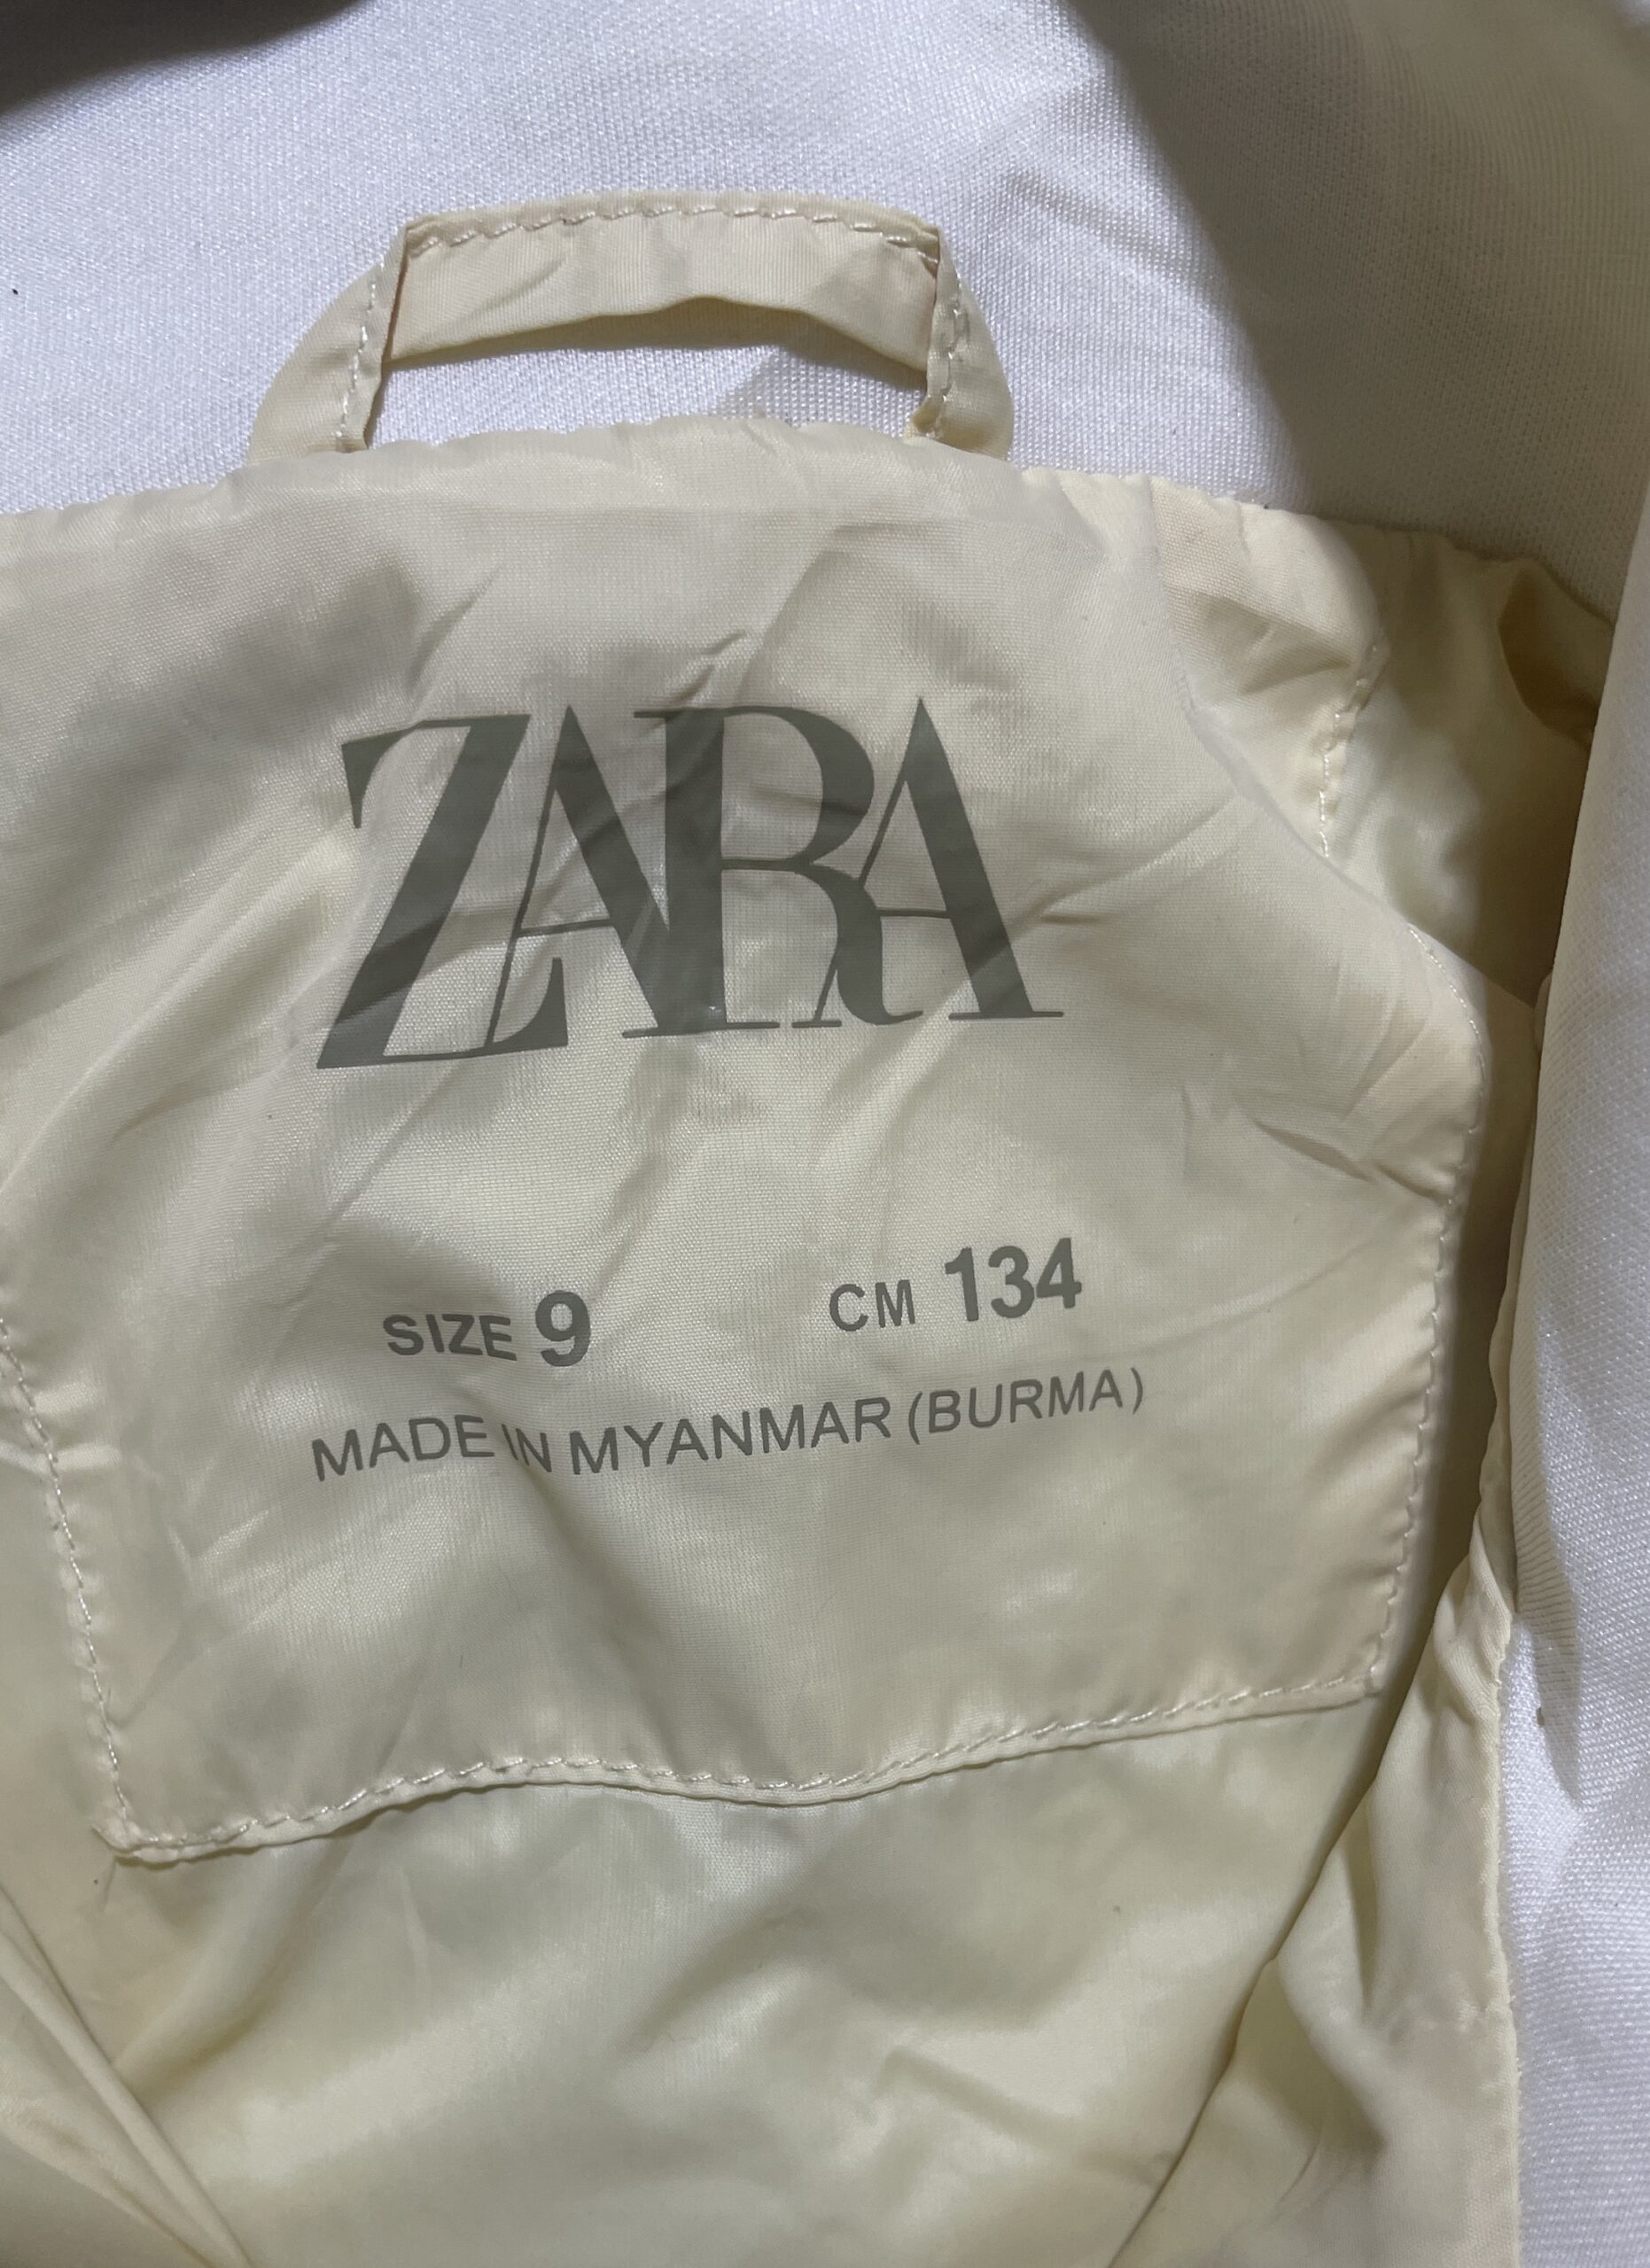 ZARA
SIZE 9 CM 134
MADE IN MYANMAR (BURMA)